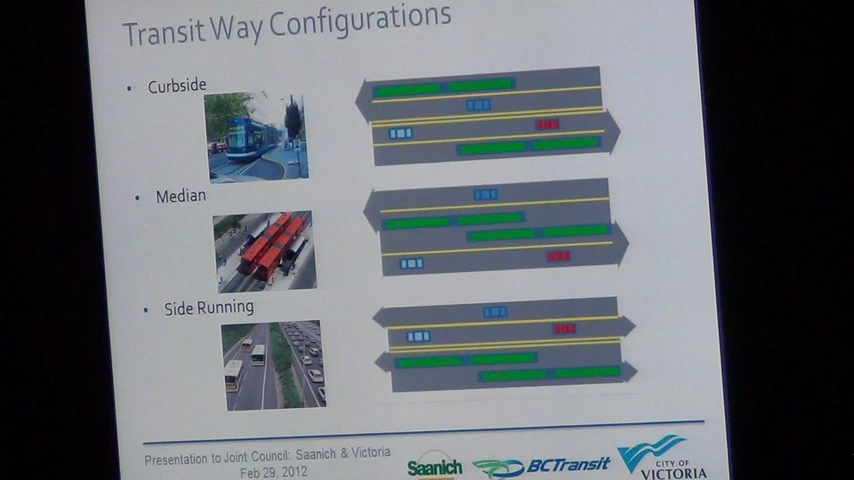 Transit Way Configurations
• Curbside
• Median
• Side Running
Presentation to Joint Council: Saanich & Victoria
Feb 29, 2012
Saanich
BCTransit
CITY OF
VICTORIA